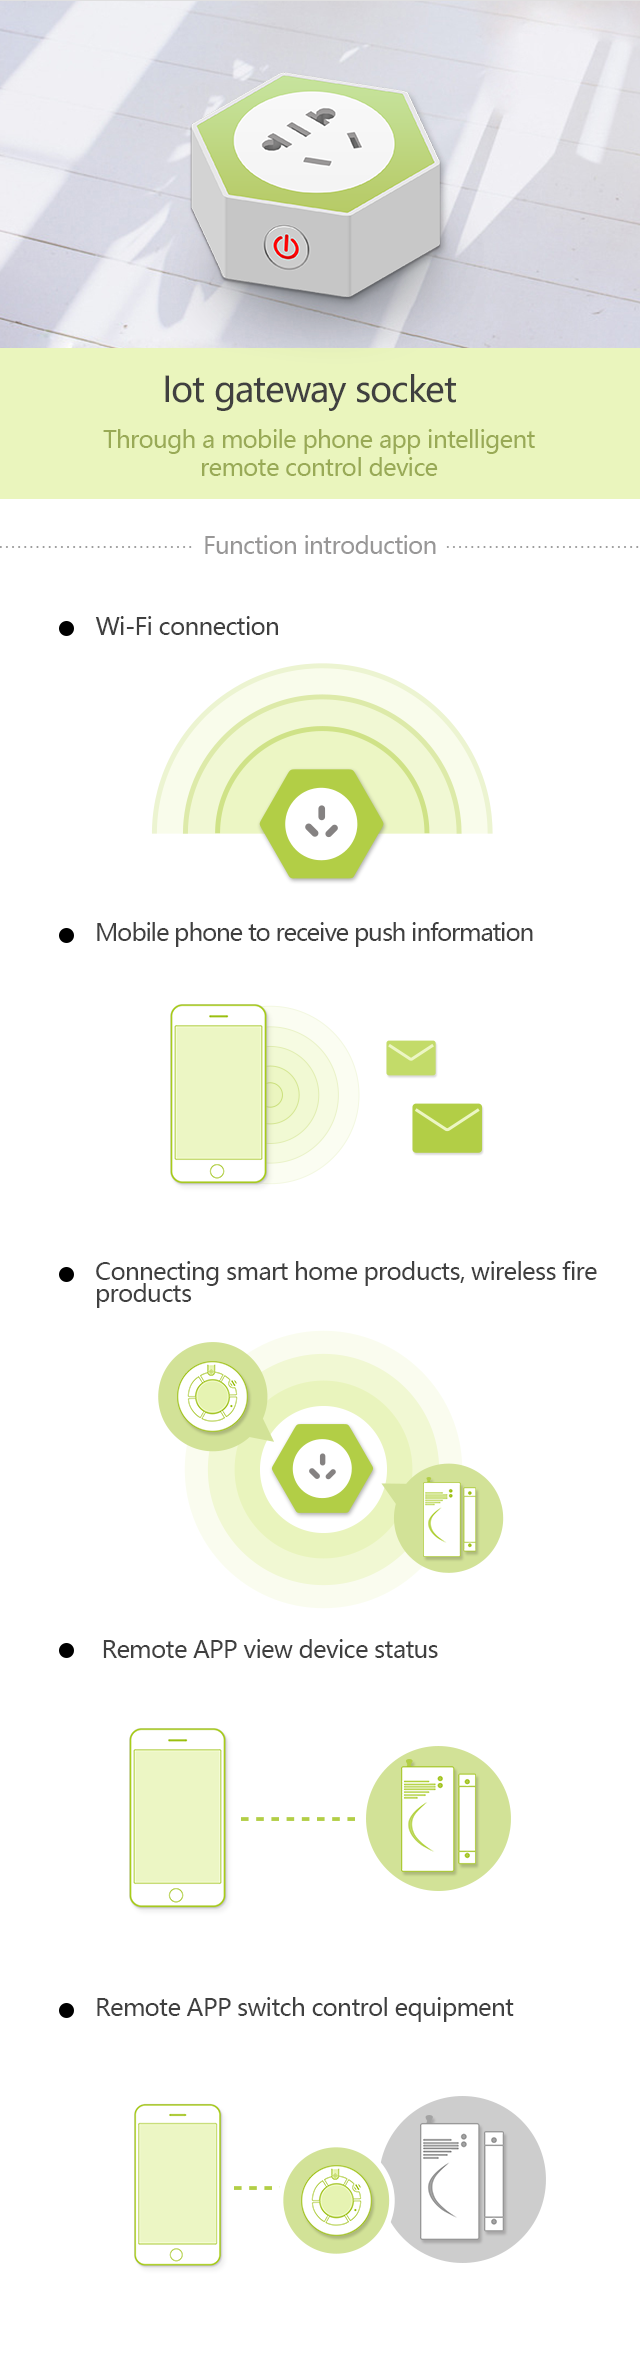 Iot gateway socket
Through a mobile phone app intelligent
remote control device
Function introduction
Wi-Fi connection
Mobile phone to receive push information
Connecting smart home products, wireless fire
products
Remote APP view device status
Remote APP switch control equipment